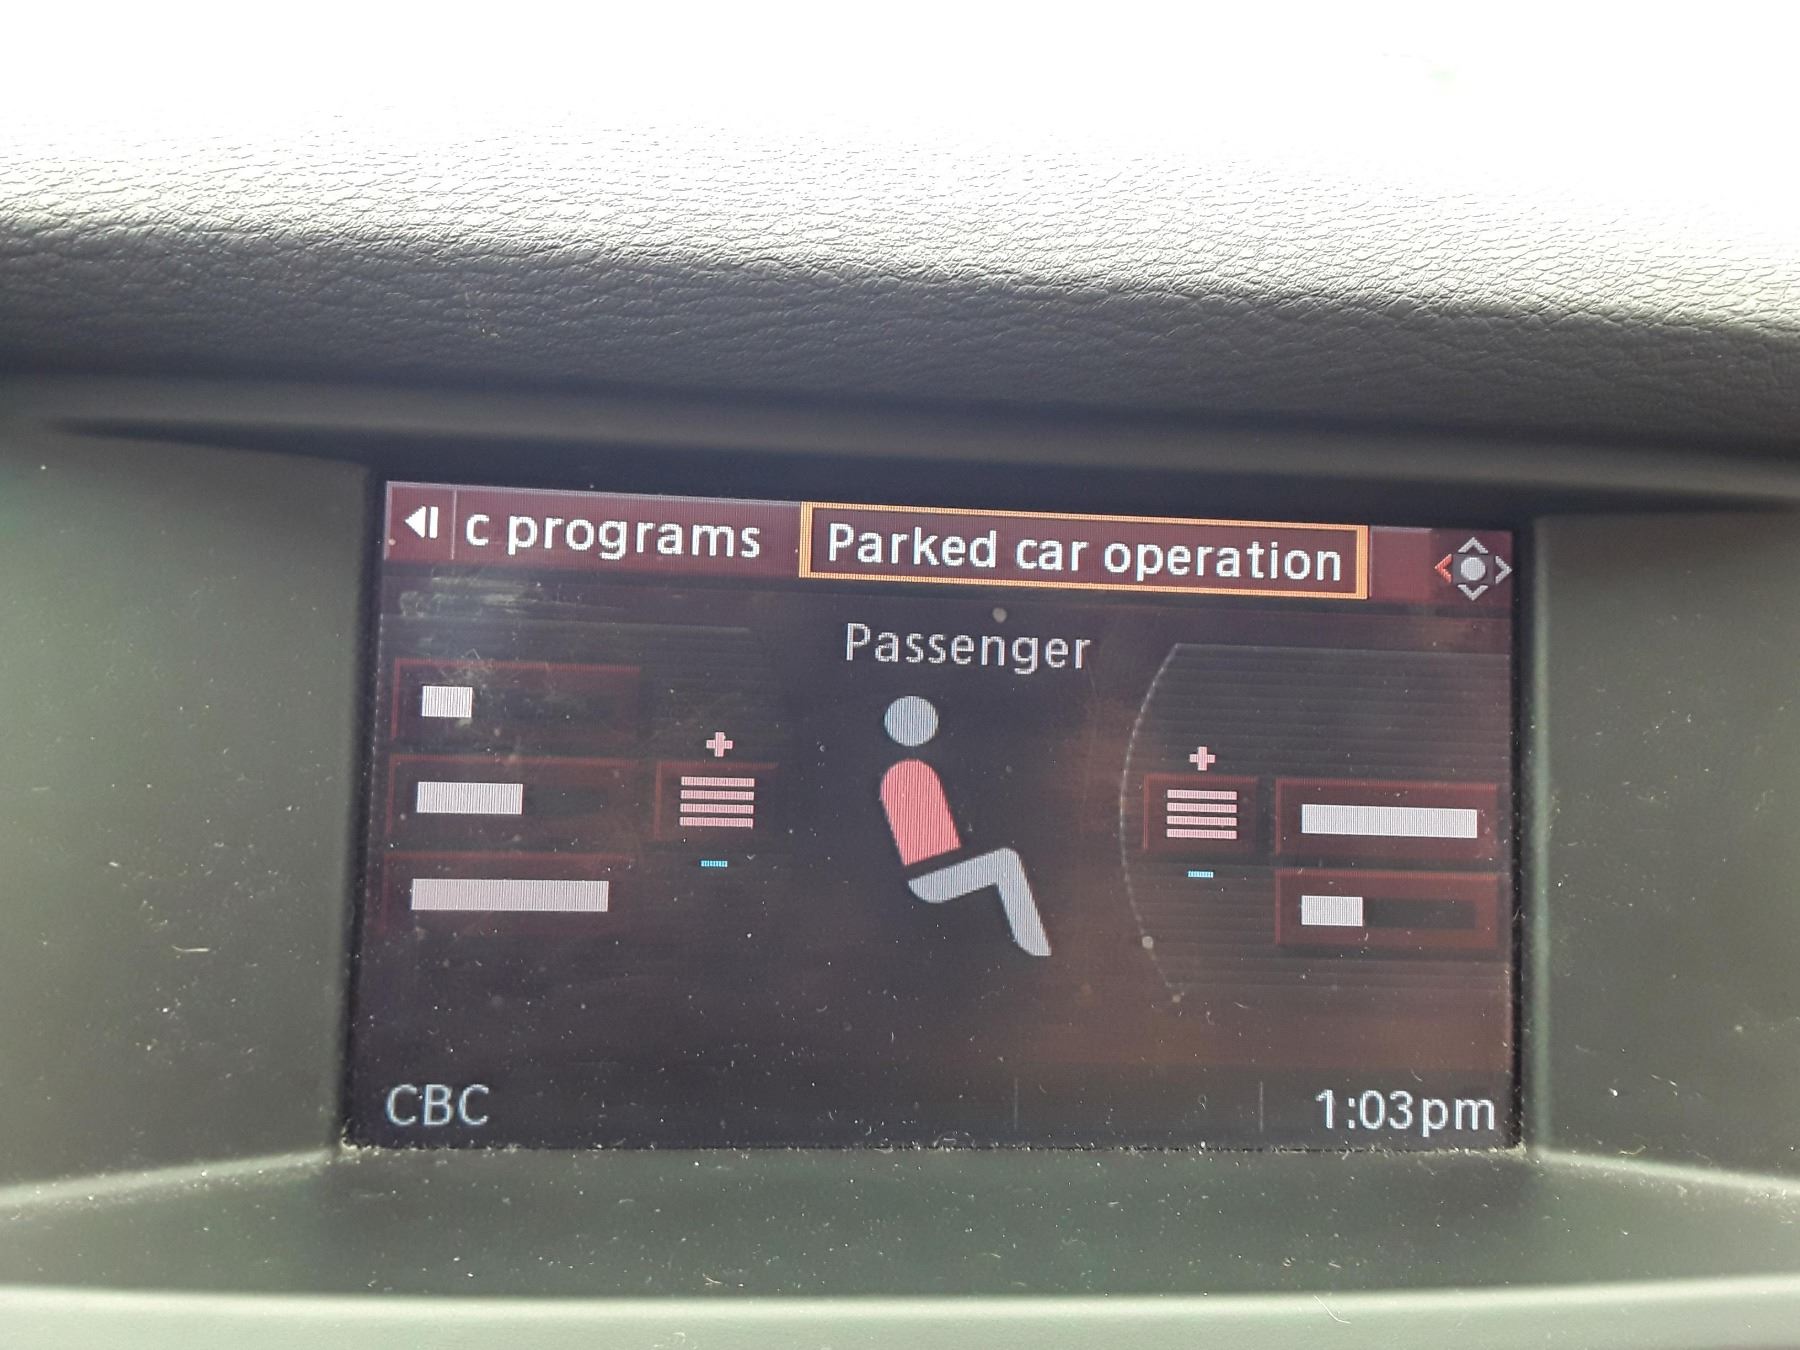 c programs Parked car operation
Passenger
CBC 1:03pm